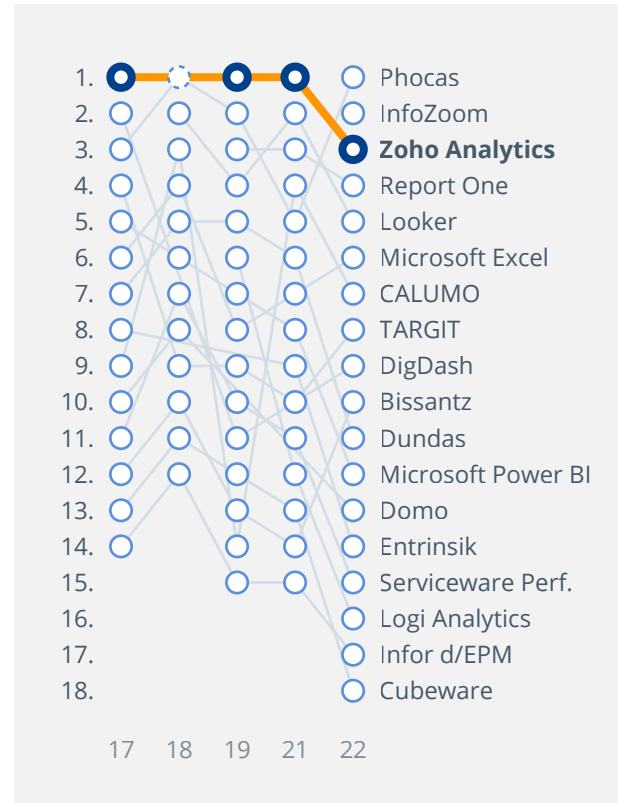 1. Phocas
2. InfoZoom
3. Zoho Analytics
4. Report One
5. Looker
6. Microsoft Excel
7. CALUMO
8. TARGIT
9. DigDash
10. Bissantz
11. Dundas
12. Microsoft Power BI
13. Domo
14. Entrinsik
15. Serviceware Perf.
16. Logi Analytics
17. Infor d/EPM
18. Cubeware
17 18 19 21 22